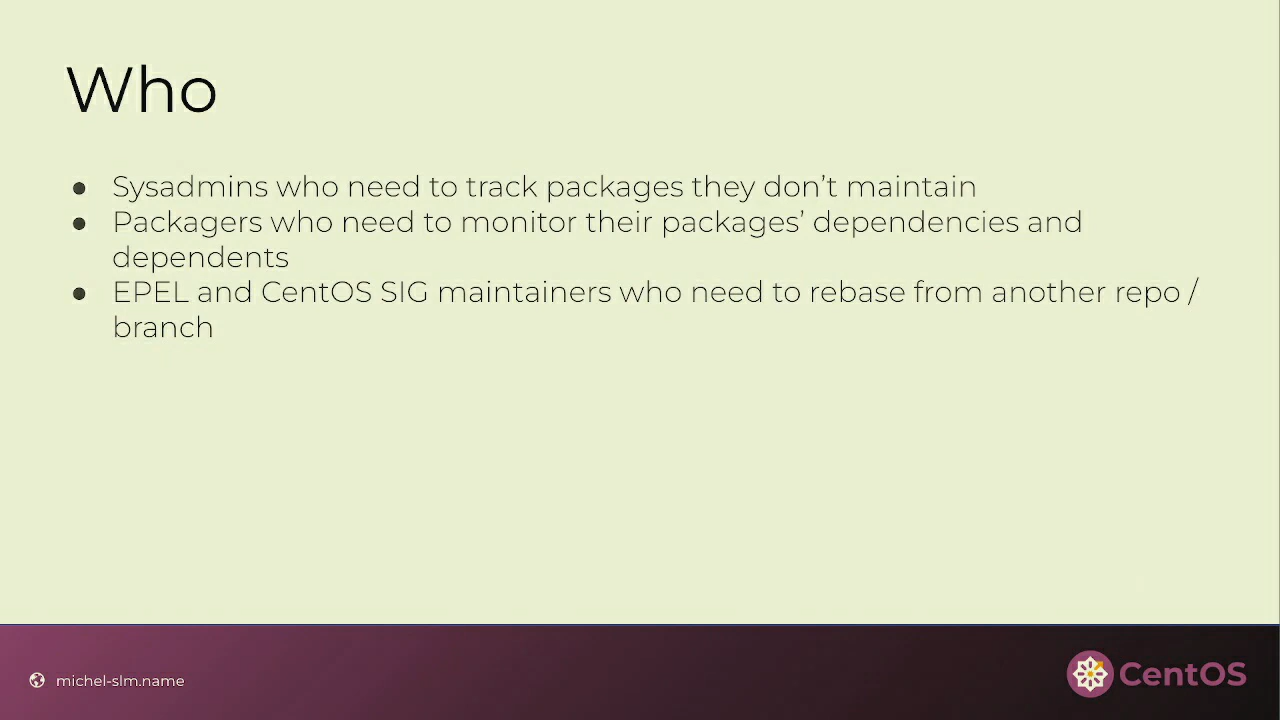 Who
● Sysadmins who need to track packages they don’t maintain
● Packagers who need to monitor their packages’ dependencies and
dependents
● EPEL and CentOS SIG maintainers who need to rebase from another repo /
branch
michel-slm.name
CentOS